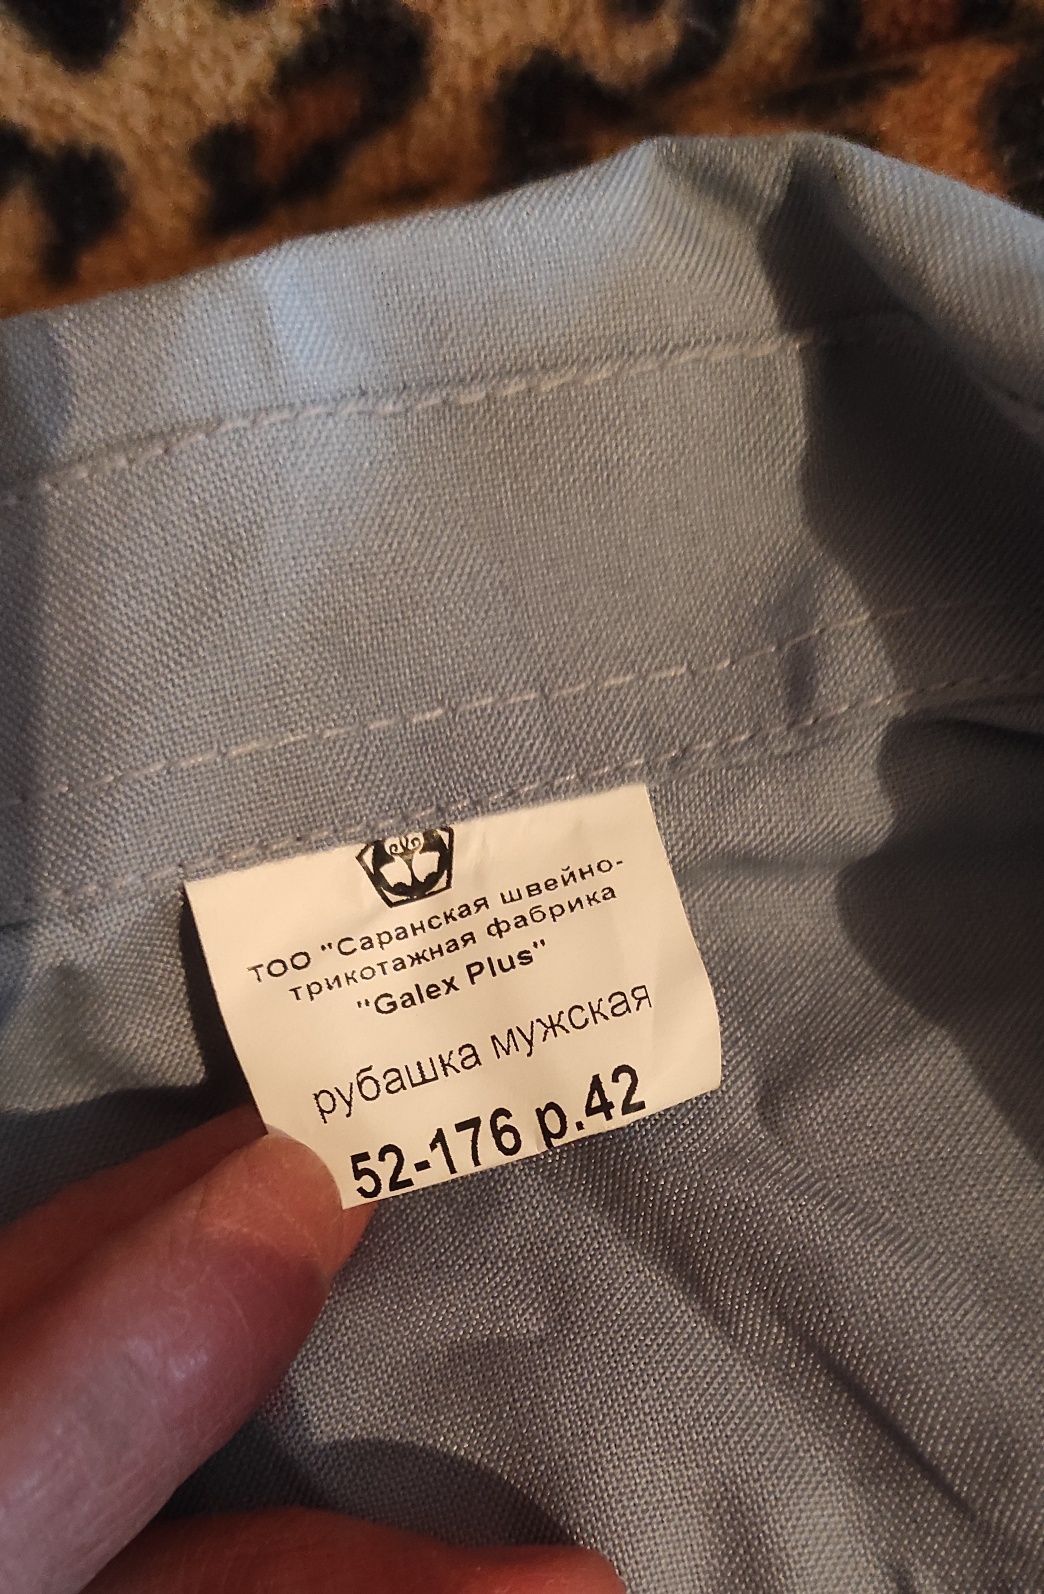 ТОО "Саранская швейно-
трикотажная фабрика
"Galex Plus"
рубашка мужская
52-176 р.42